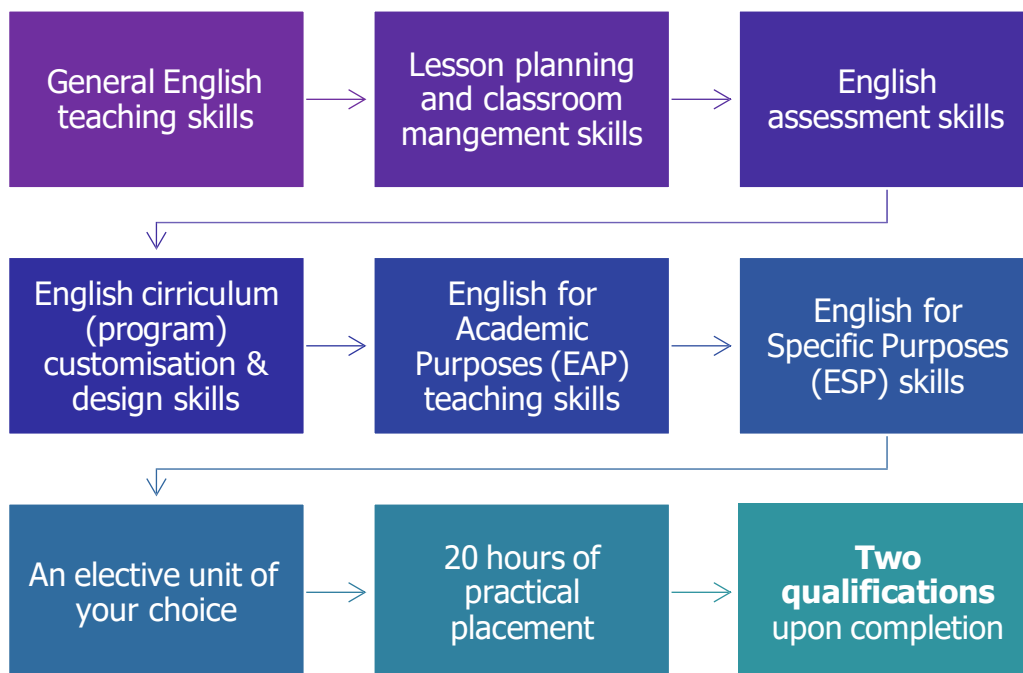 General English
teaching skills
Lesson planning
and classroom
mangement skills
English
assessment skills
English cirriculum
(program)
customisation &
design skills
English for
Academic
Purposes (EAP)
teaching skills
English for
Specific Purposes
(ESP) skills
An elective unit of
your choice
20 hours of
practical
placement
Two
qualifications
upon completion